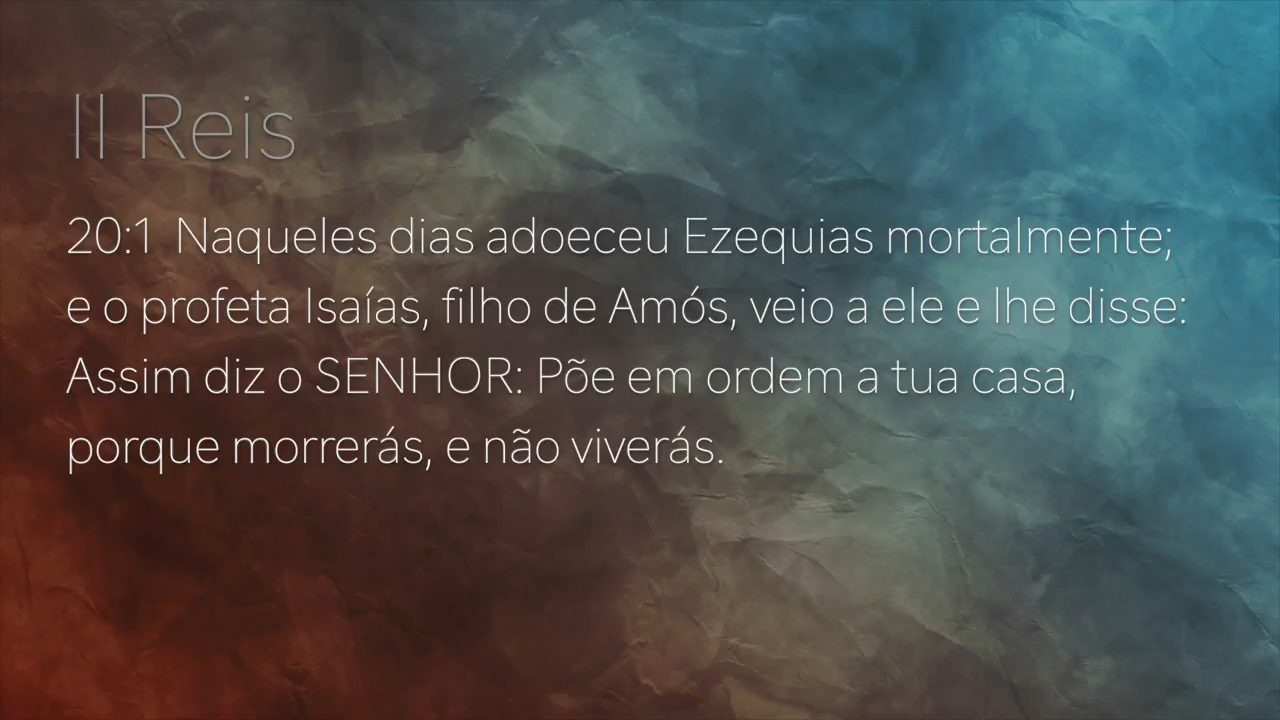 II Reis
20:1 Naqueles dias adoeceu Ezequias mortalmente;
e o profeta Isaías, filho de Amós, veio a ele e lhe disse:
Assim diz o SENHOR: Põe em ordem a tua casa,
porque morrerás, e não viverás.